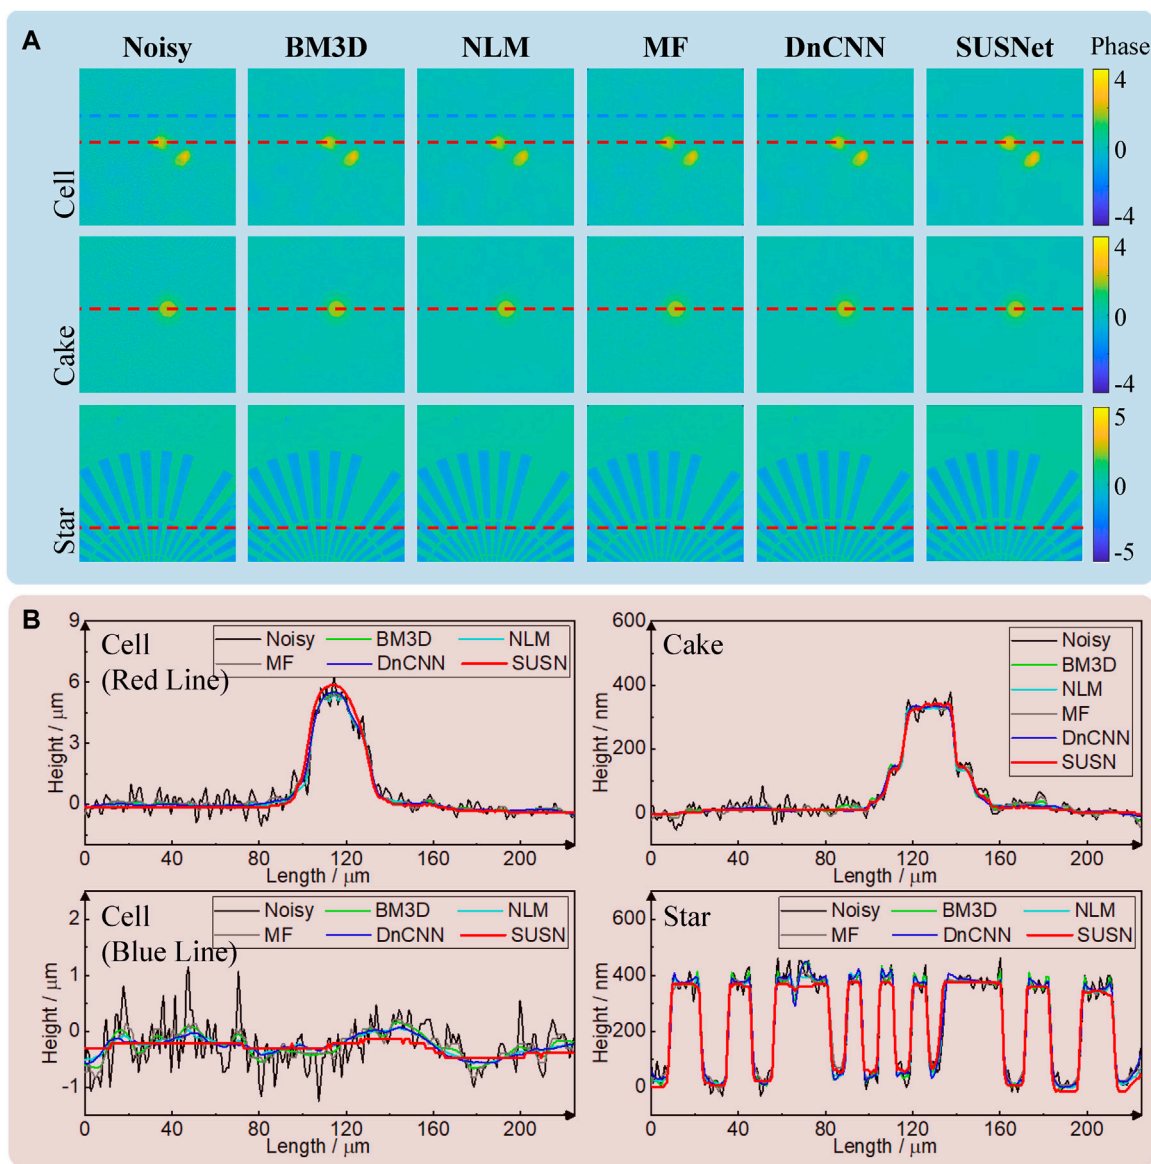 A
Noisy BM3D NLM MF DnCNN SUSNet Phase
Cell
4
0
-4
Cake
4
0
-4
Star
5
0
-5
B
Cell
(Red Line)
Noisy BM3D NLM
MF DnCNN SUSN
Height / μm
9
6
3
0
0 40 80 120 160 200
Length / μm
Cake
Noisy
BM3D
NLM
MF
DnCNN
SUSN
Height / nm
600
400
200
0
0 40 80 120 160 200
Length / μm
Cell
(Blue Line)
Noisy BM3D NLM
MF DnCNN SUSN
Height / μm
2
1
0
-1
0 40 80 120 160 200
Length / μm
Star
Noisy BM3D NLM
MF DnCNN SUSN
Height / nm
600
400
200
0
0 40 80 120 160 200
Length / μm